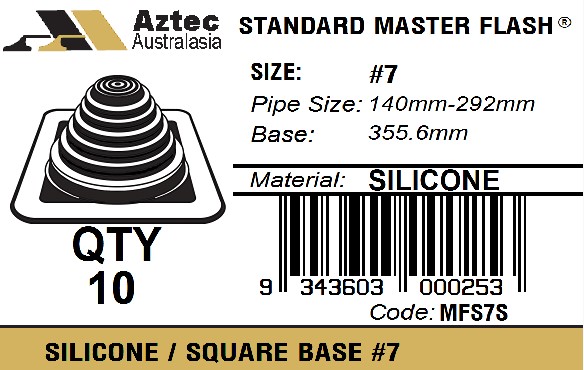 Aztec
Australasia
STANDARD MASTER FLASH®
SIZE: #7
Pipe Size: 140mm-292mm
Base: 355.6mm
Material: SILICONE
QTY
10
9 343603 000253
Code: MFS7S
SILICONE / SQUARE BASE #7